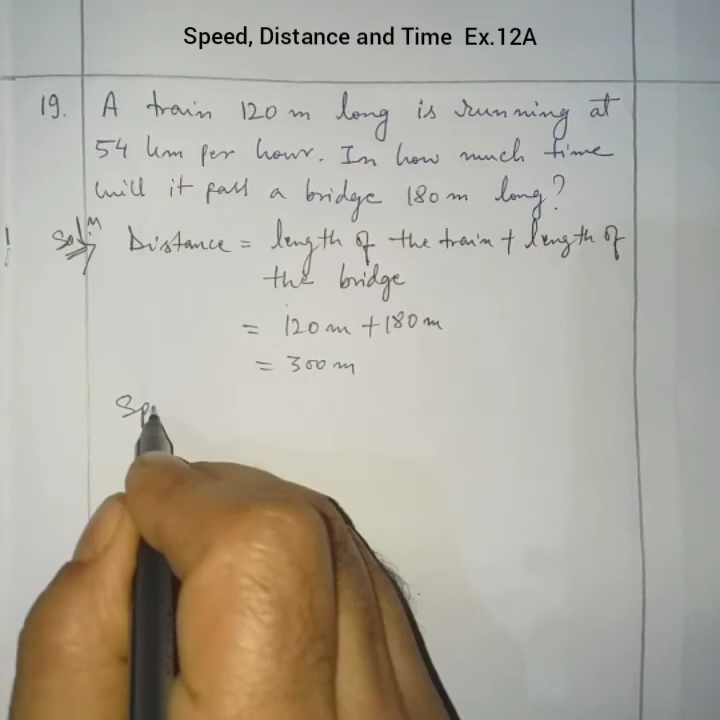 Speed, Distance and Time Ex.12A
19. A train 120 m long is running at
54 km per hour. In how much time
will it pass a bridge 180 m long?
Solⁿ Distance = length of the train + length of
the bridge
= 120 m + 180 m
= 300 m
Sp